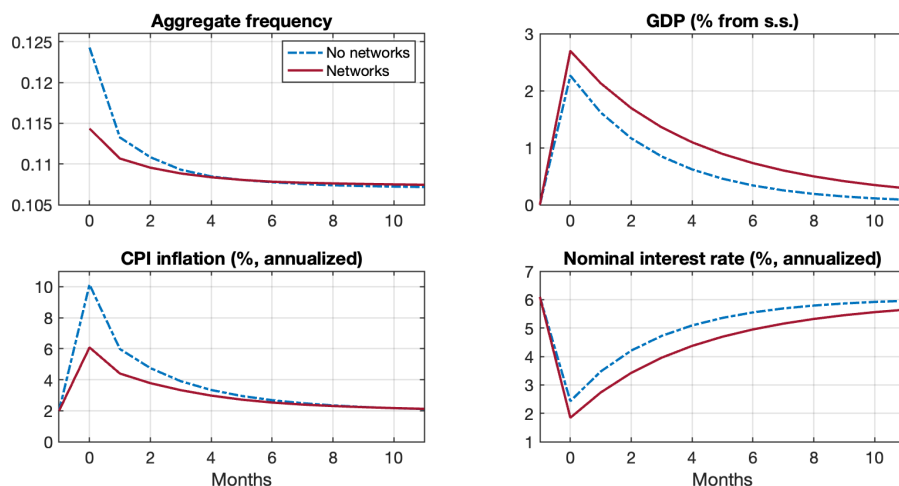 Aggregate frequency
0.125
0.12
0.115
0.11
0.105
0 2 4 6 8 10
No networks
Networks
GDP (% from s.s.)
3
2
1
0
0 2 4 6 8 10
CPI inflation (%, annualized)
10
8
6
4
2
0
0 2 4 6 8 10
Months
Nominal interest rate (%, annualized)
7
6
5
4
3
2
1
0 2 4 6 8 10
Months